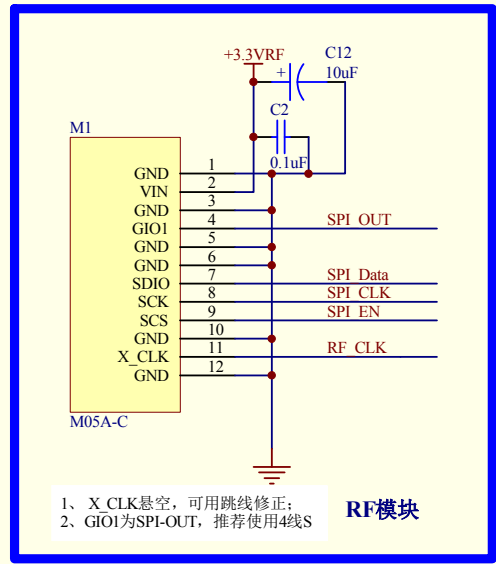 +3.3VRF
C12
10uF
+
C2
0.1uF
M1
GND 1
VIN 2
GND 3
GIO1 4 SPI_OUT
GND 5
GND 6
SDIO 7 SPI_Data
SCK 8 SPI_CLK
SCS 9 SPI_EN
GND 10
X_CLK 11 RF_CLK
GND 12
M05A-C
1、 X_CLK悬空，可用跳线修正；
2、GIO1为SPI-OUT，推荐使用4线S
RF模块